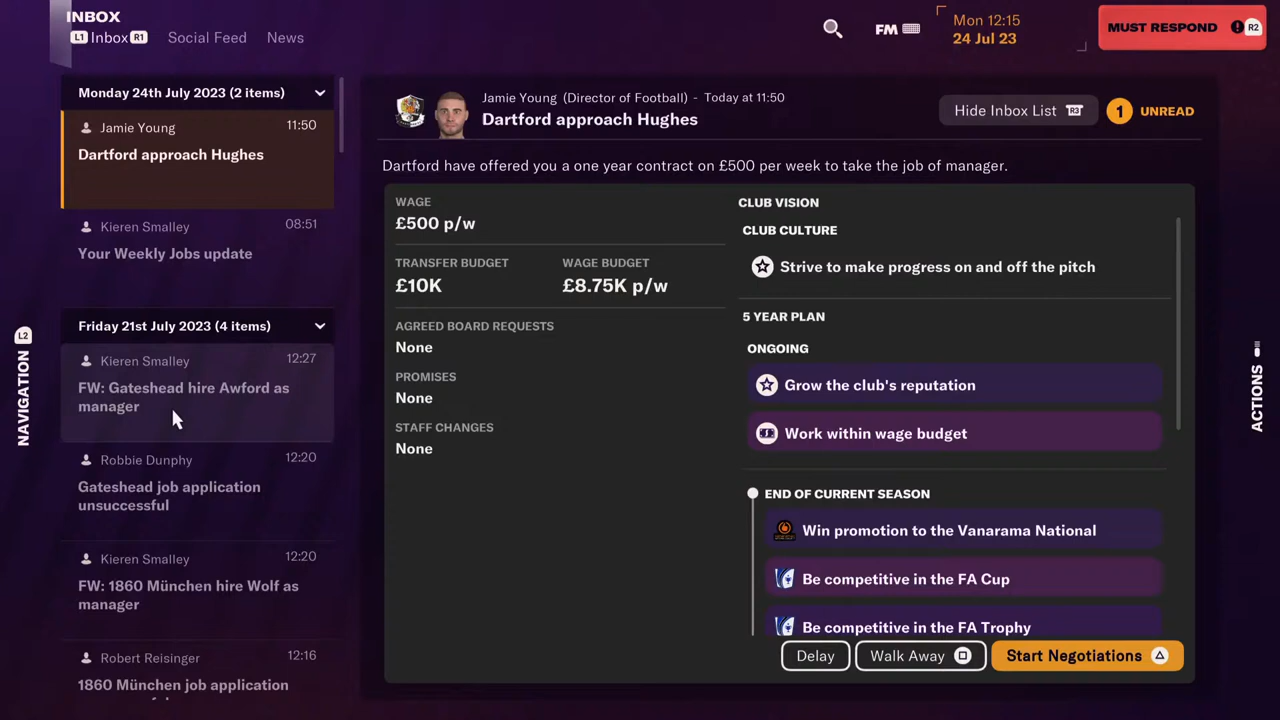 INBOX
L1 Inbox R1 Social Feed News
FM
Mon 12:15
24 Jul 23
MUST RESPOND R2
Monday 24th July 2023 (2 items)
Jamie Young 11:50
Dartford approach Hughes
Kieren Smalley 08:51
Your Weekly Jobs update
Friday 21st July 2023 (4 items)
Kieren Smalley 12:27
FW: Gateshead hire Awford as
manager
Robbie Dunphy 12:20
Gateshead job application
unsuccessful
Kieren Smalley 12:20
FW: 1860 München hire Wolf as
manager
Robert Reisinger 12:16
1860 München job application
L2
NAVIGATION
Jamie Young (Director of Football) - Today at 11:50
Dartford approach Hughes
Hide Inbox List R3
1 UNREAD
Dartford have offered you a one year contract on £500 per week to take the job of manager.
WAGE
£500 p/w
TRANSFER BUDGET WAGE BUDGET
£10K £8.75K p/w
AGREED BOARD REQUESTS
None
PROMISES
None
STAFF CHANGES
None
CLUB VISION
CLUB CULTURE
Strive to make progress on and off the pitch
5 YEAR PLAN
ONGOING
Grow the club's reputation
Work within wage budget
END OF CURRENT SEASON
Win promotion to the Vanarama National
Be competitive in the FA Cup
Be competitive in the FA Trophy
Delay Walk Away Start Negotiations
ACTIONS